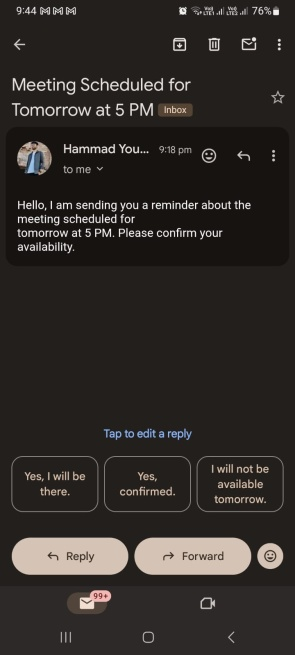 9:44
76%
Meeting Scheduled for
Tomorrow at 5 PM Inbox
Hammad You... 9:18 pm
to me
Hello, I am sending you a reminder about the
meeting scheduled for
tomorrow at 5 PM. Please confirm your
availability.
Tap to edit a reply
Yes, I will be
there.
Yes,
confirmed.
I will not be
available
tomorrow.
Reply
Forward
99+